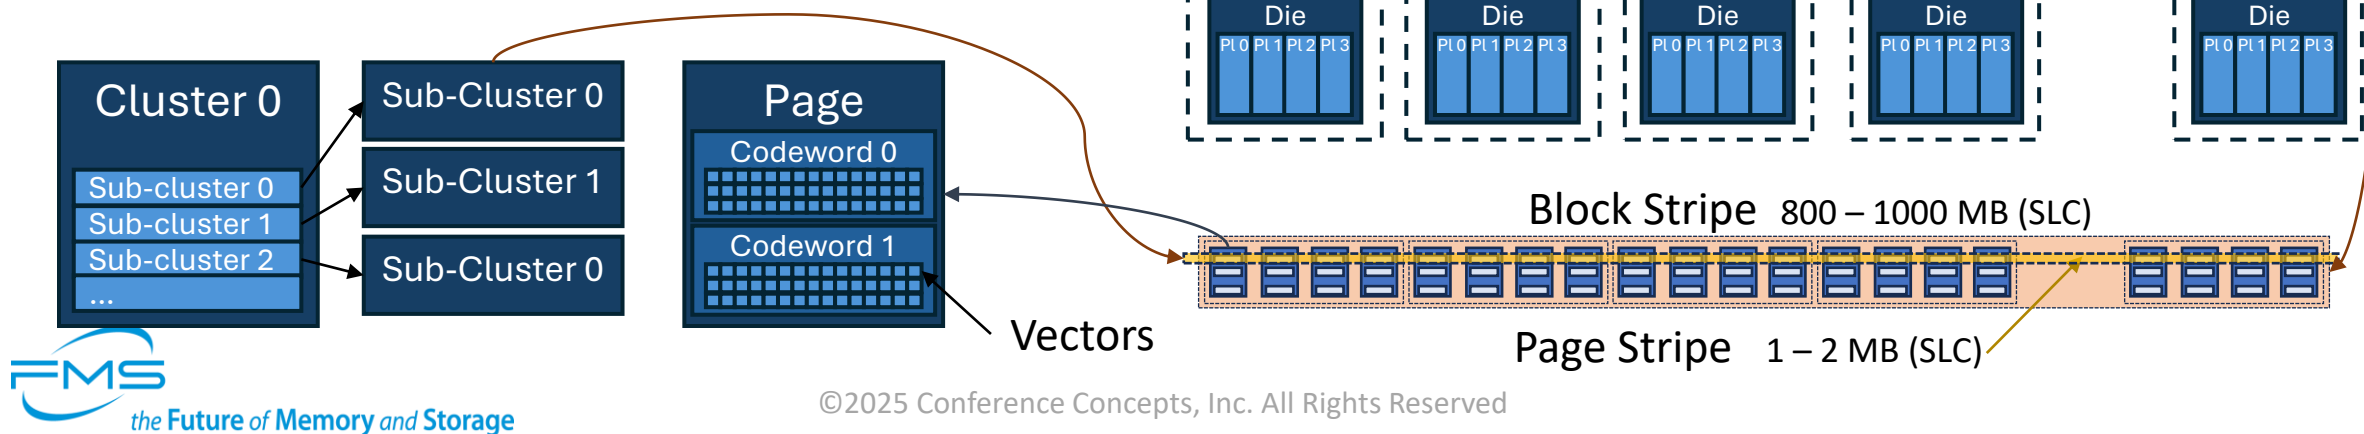 Die
Die
Die
Die
Die
Pl 0 Pl 1 Pl 2 Pl 3
Pl 0 Pl 1 Pl 2 Pl 3
Pl 0 Pl 1 Pl 2 Pl 3
Pl 0 Pl 1 Pl 2 Pl 3
Pl 0 Pl 1 Pl 2 Pl 3
Cluster 0
Sub-cluster 0
Sub-cluster 1
Sub-cluster 2
...
Sub-Cluster 0
Sub-Cluster 1
Sub-Cluster 0
Page
Codeword 0
Codeword 1
Vectors
Block Stripe 800 – 1000 MB (SLC)
Page Stripe 1 – 2 MB (SLC)
FMS
the Future of Memory and Storage
©2025 Conference Concepts, Inc. All Rights Reserved